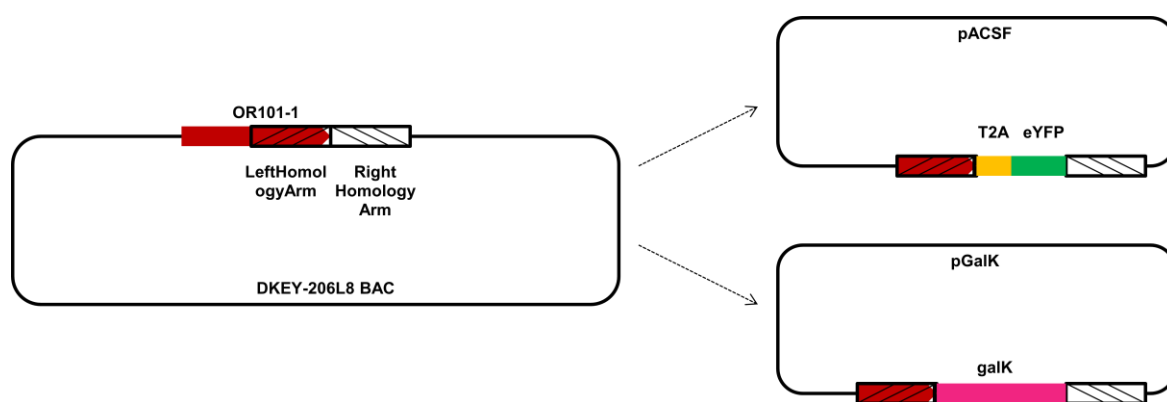 OR101-1
LeftHomol
ogyArm
Right
Homology
Arm
DKEY-206L8 BAC
pACSF
T2A eYFP
pGalK
galK